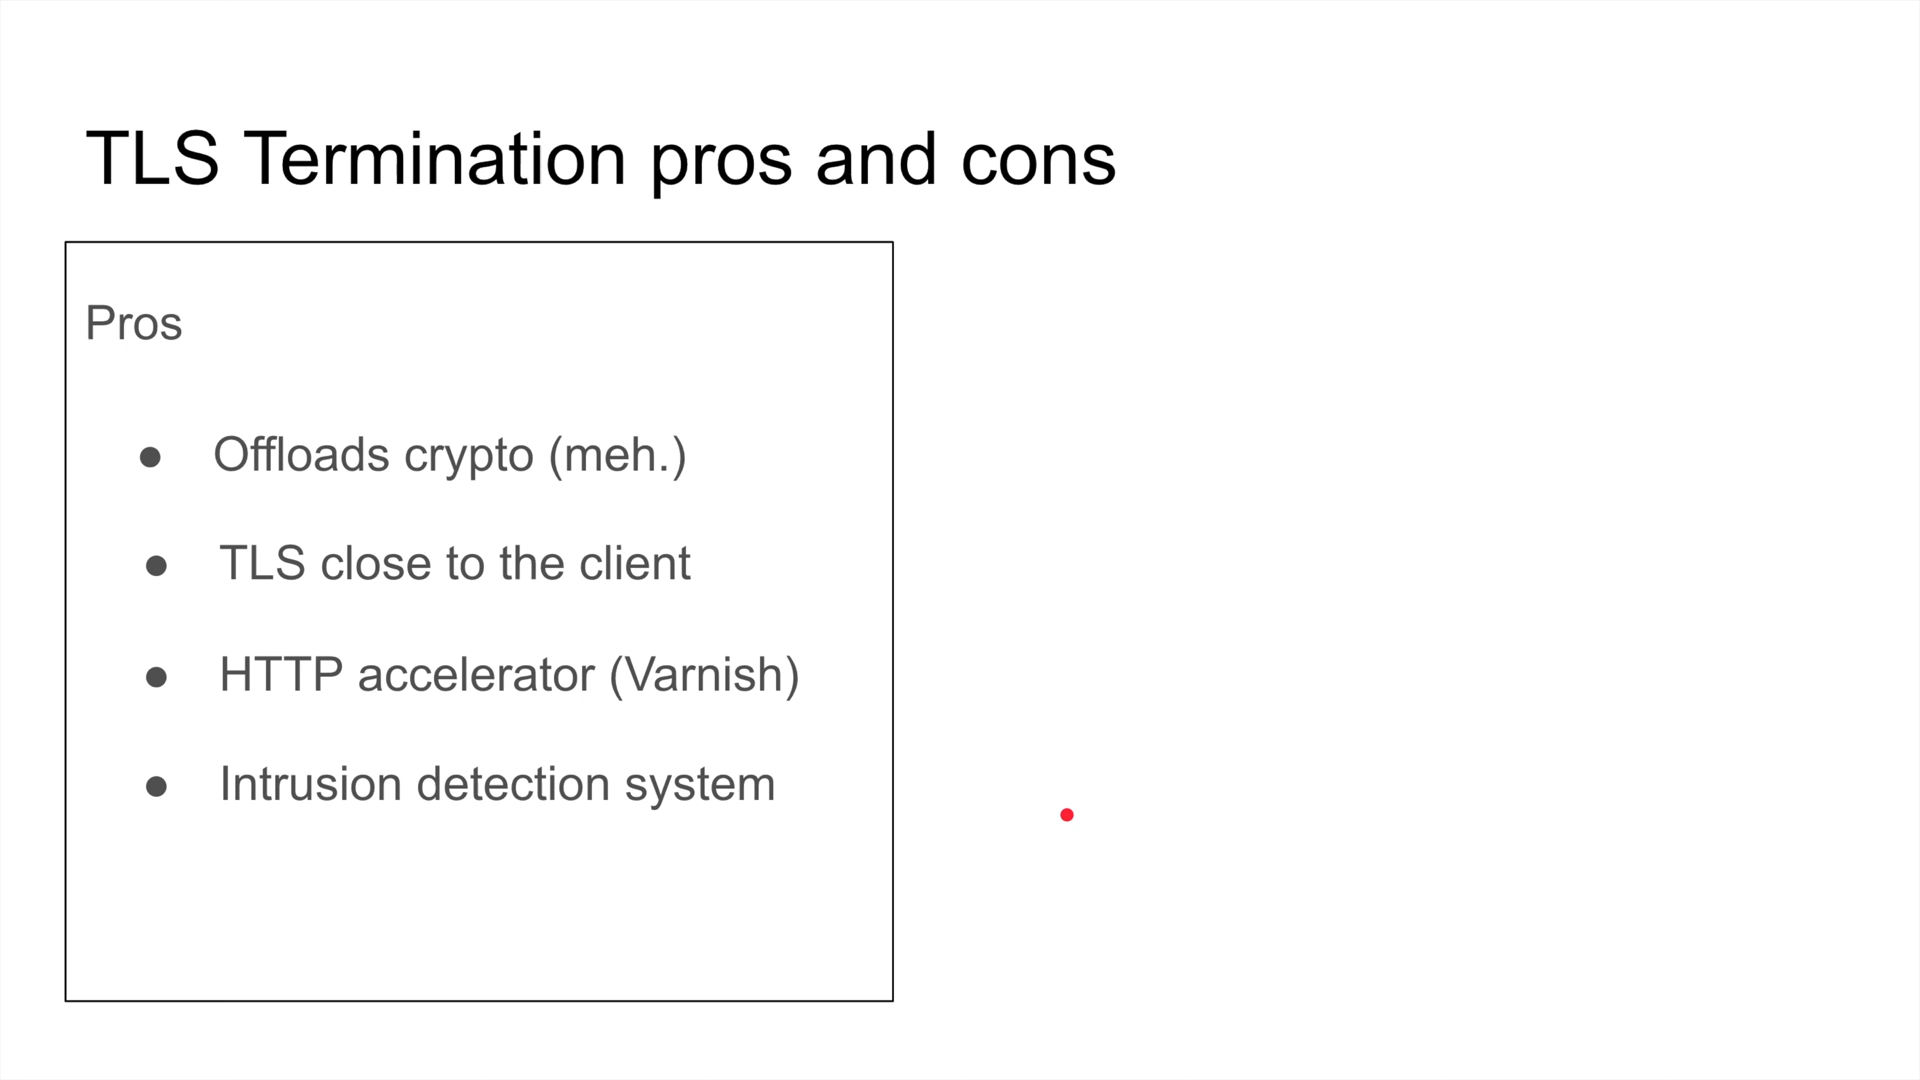 TLS Termination pros and cons
Pros
● Offloads crypto (meh.)
● TLS close to the client
● HTTP accelerator (Varnish)
● Intrusion detection system